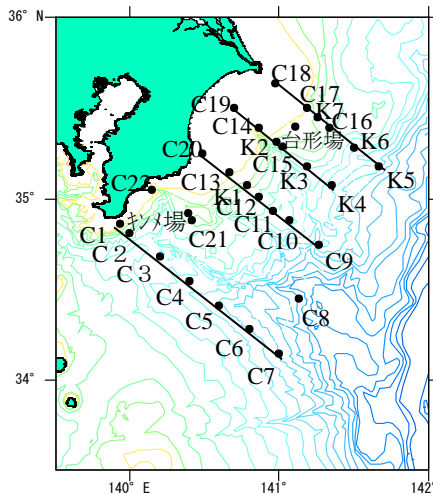 36° N
C18
C19
C17
K7
C14
C16
K2
台形場
K6
C20
C15
C13
K3
K5
C22
K1
K4
C12
キンメ場
C11
C1
C21
C10
C2
C9
35°
C3
C4
C8
C5
C6
C7
34°
140° E
141°
142°